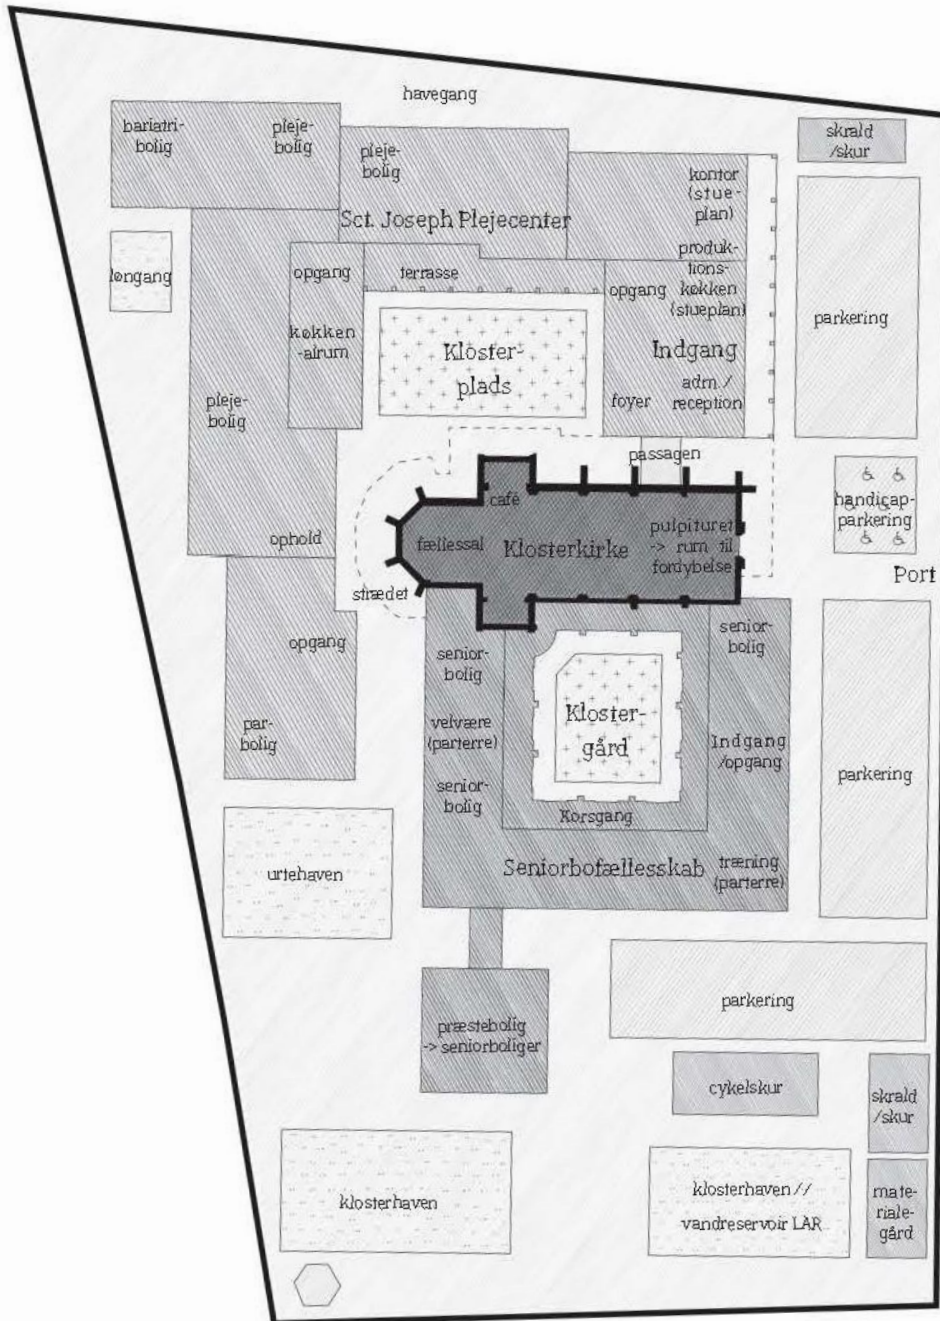 havegang
bariatri-
bolig
pleje-
bolig
pleje-
bolig
skrald
/skur
kontor
(stue-
plan)
Sct. Joseph Plejecenter
produk-
tions-
køkken
(stueplan)
løngang
opgang
terrasse
opgang
parkering
køkken
-alrum
Kloster-
plads
Indgang
adm./
reception
foyer
pleje-
bolig
passagen
café
handicap-
parkering
pulpituret
-> rum til
fordybelse
ophold
fællessal
Klosterkirke
Port
strædet
opgang
senior-
bolig
senior-
bolig
par-
bolig
velvære
(parterre)
Kloster-
gård
Indgang
/opgang
senior-
bolig
parkering
Korsgang
urtehaven
Seniorbofællesskab
træning
(parterre)
parkering
præstebolig
-> seniorboliger
cykelskur
skrald
/skur
klosterhaven
klosterhaven //
vandreservoir LAR
mate-
riale-
gård